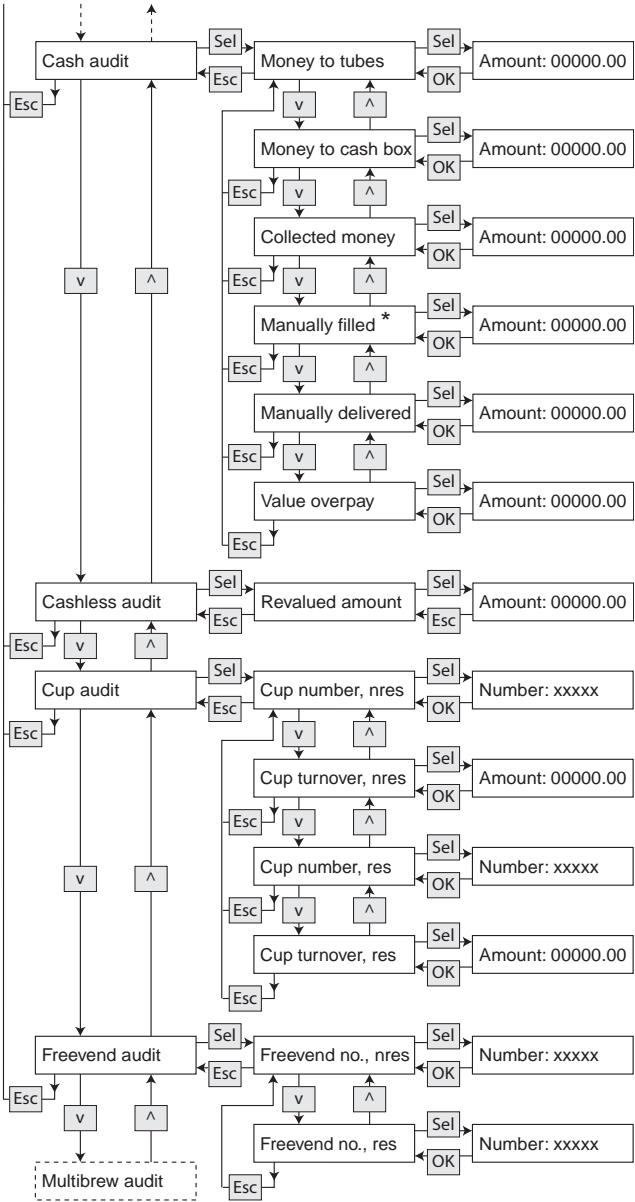 Sel Sel
Cash audit Money to tubes Amount: 00000.00
Esc OK
Esc v ^
Sel
Money to cash box Amount: 00000.00
OK
Esc v ^
Sel
Collected money Amount: 00000.00
OK
v ^ Esc v ^
Sel
Manually filled * Amount: 00000.00
OK
Esc v ^
Sel
Manually delivered Amount: 00000.00
OK
Esc v ^
Sel
Value overpay Amount: 00000.00
OK
Esc
Sel Sel
Cashless audit Revalued amount Amount: 00000.00
Esc Esc
Esc v ^
Sel Sel
Cup audit Cup number, nres Number: xxxxx
Esc OK
Esc v ^
Sel
Cup turnover, nres Amount: 00000.00
OK
Esc v ^
Sel
v ^ Cup number, res Number: xxxxx
OK
Esc v ^
Sel
Cup turnover, res Amount: 00000.00
OK
Esc
Sel Sel
Freevend audit Freevend no., nres Number: xxxxx
Esc OK
Esc v ^ v ^
Sel
Freevend no., res Number: xxxxx
OK
Multibrew audit Esc